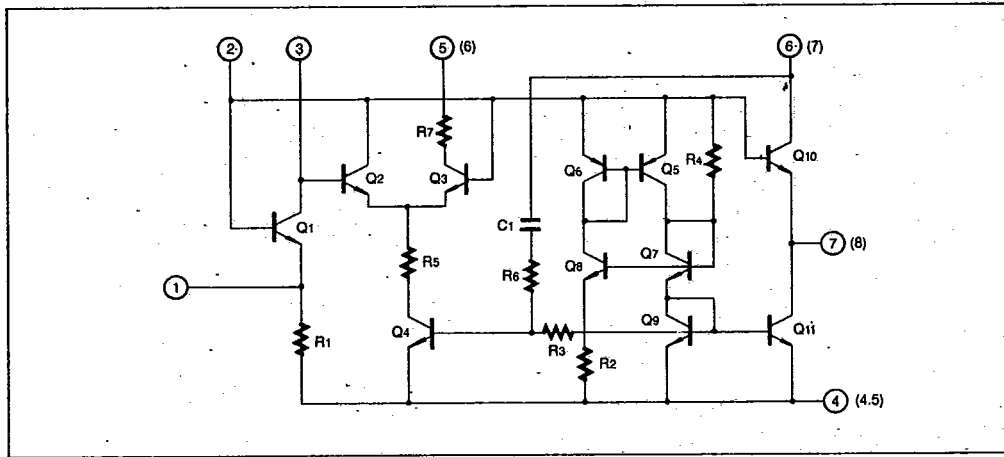 2 3 5 (6) 6 (7)
R7 R4 Q10
Q2 Q3 Q6 Q5
Q1 C1
Q8 Q7 7 (8)
R5 R6
1
Q9
R1 Q4 R3 R2 Q11
4 (4.5)